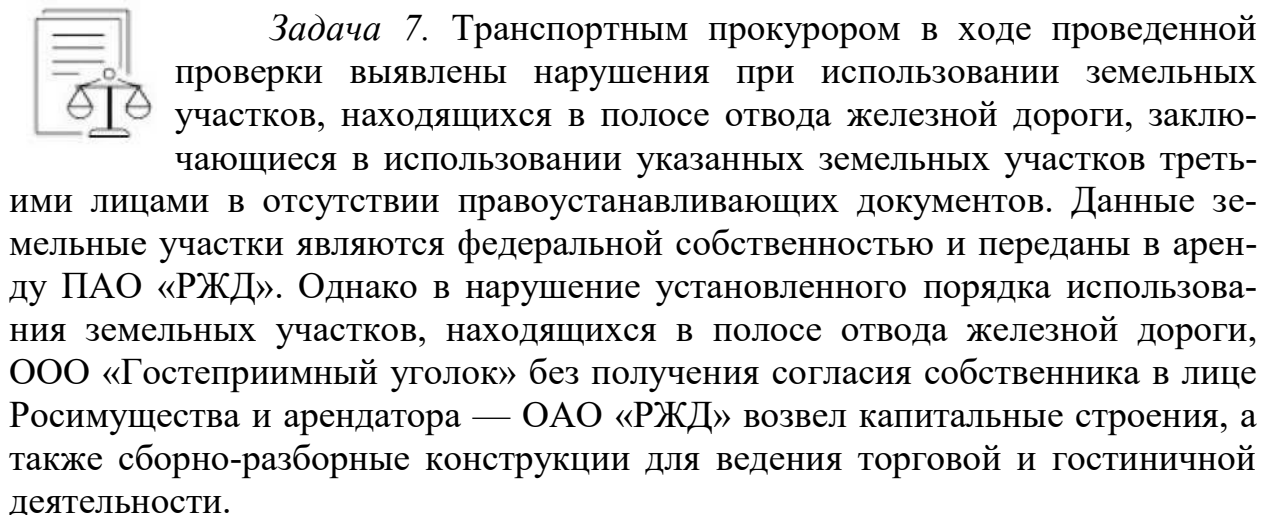 Задача 7. Транспортным прокурором в ходе проведенной
проверки выявлены нарушения при использовании земельных
участков, находящихся в полосе отвода железной дороги, заклю-
чающиеся в использовании указанных земельных участков треть-
ими лицами в отсутствии правоустанавливающих документов. Данные зе-
мельные участки являются федеральной собственностью и переданы в арен-
ду ПАО «РЖД». Однако в нарушение установленного порядка использова-
ния земельных участков, находящихся в полосе отвода железной дороги,
ООО «Гостеприимный уголок» без получения согласия собственника в лице
Росимущества и арендатора — ОАО «РЖД» возвел капитальные строения, а
также сборно-разборные конструкции для ведения торговой и гостиничной
деятельности.